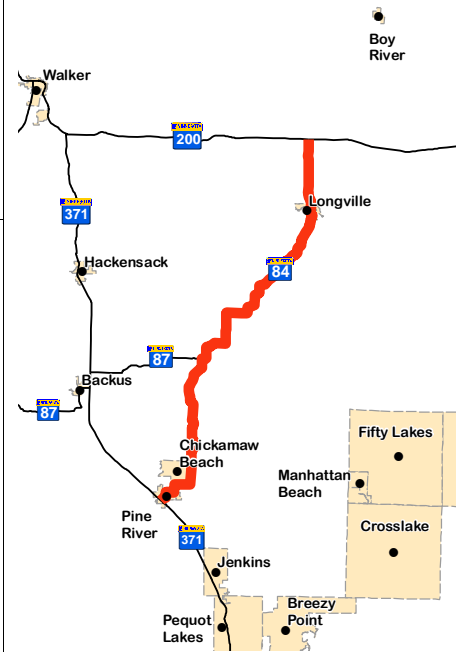 Boy
River
Walker
200
Longville
371
Hackensack
84
87
Backus
87
Fifty Lakes
Chickamaw
Beach
Manhattan
Beach
Pine
River
Crosslake
371
Jenkins
Breezy
Point
Pequot
Lakes